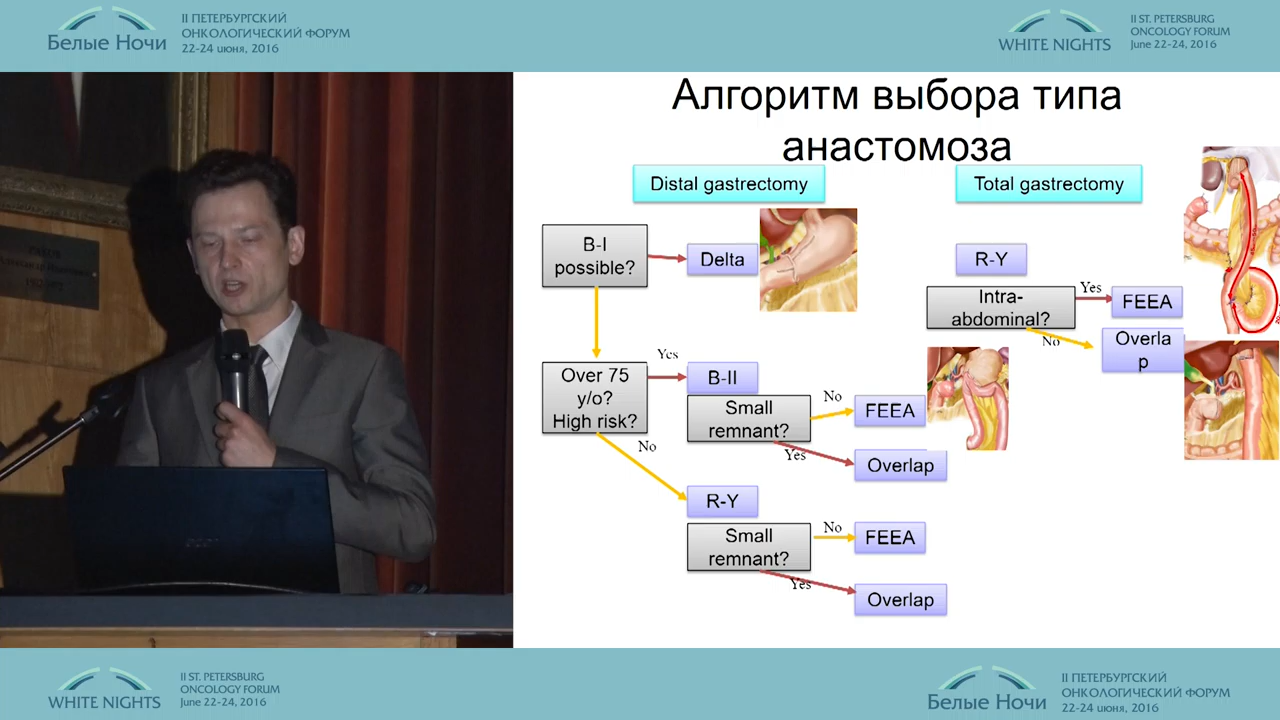 Белые Ночи
II ПЕТЕРБУРГСКИЙ
ОНКОЛОГИЧЕСКИЙ ФОРУМ
22-24 июня, 2016
WHITE NIGHTS
II ST. PETERSBURG
ONCOLOGY FORUM
June 22-24, 2016
Алгоритм выбора типа
анастомоза
Distal gastrectomy
Total gastrectomy
B-I
possible?
Delta
R-Y
Intra-
abdominal?
Yes
FEEA
No
Overla
p
Over 75
y/o?
High risk?
Yes
B-II
Small
remnant?
No
FEEA
Yes
Overlap
No
R-Y
Small
remnant?
No
FEEA
Yes
Overlap
WHITE NIGHTS
II ST. PETERSBURG
ONCOLOGY FORUM
June 22-24, 2016
Белые Ночи
II ПЕТЕРБУРГСКИЙ
ОНКОЛОГИЧЕСКИЙ ФОРУМ
22-24 июня, 2016